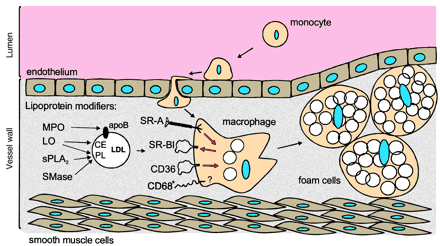 Lumen
monocyte
endothelium
Vessel wall
Lipoprotein modifiers:
MPO
LO
sPLA₂
SMase
apoB
CE
PL
LDL
SR-A
SR-BI
CD36
CD68
?
macrophage
foam cells
smooth muscle cells